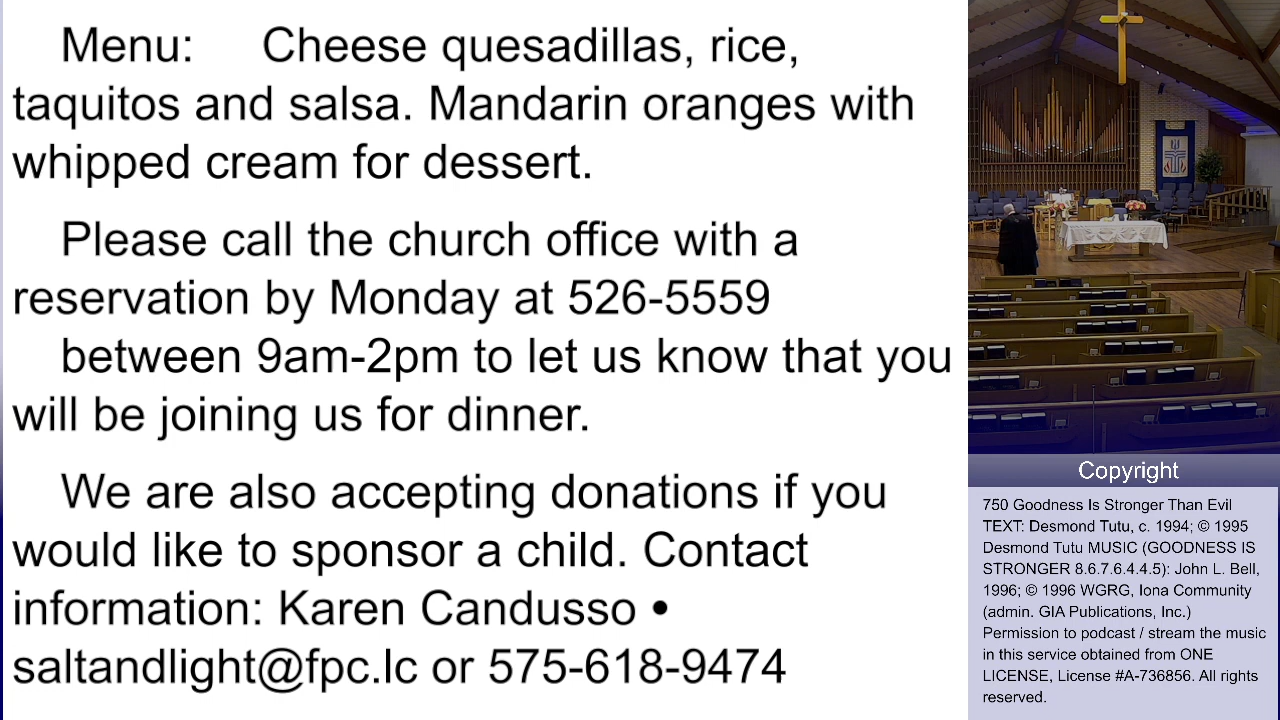 Menu: Cheese quesadillas, rice,
taquitos and salsa. Mandarin oranges with
whipped cream for dessert.
Please call the church office with a
reservation by Monday at 526-5559
between 9am-2pm to let us know that you
will be joining us for dinner.
We are also accepting donations if you
would like to sponsor a child. Contact
information: Karen Candusso •
saltandlight@fpc.lc or 575-618-9474
Copyright
750 Goodness Is Stronger Than Evil
TEXT: Desmond Tutu, c. 1994; © 1995
Desmond Tutu MUSIC (GOODNESS IS
STRONGER 8.6.7.6.4.4.5): John L. Bell,
1996; © 1996 WGRG, Iona Community
(admin. GIA Publications, Inc.)
Permission to podcast / stream the music
in this service obtained from ONE
LICENSE, License #A-736856. All rights
reserved.